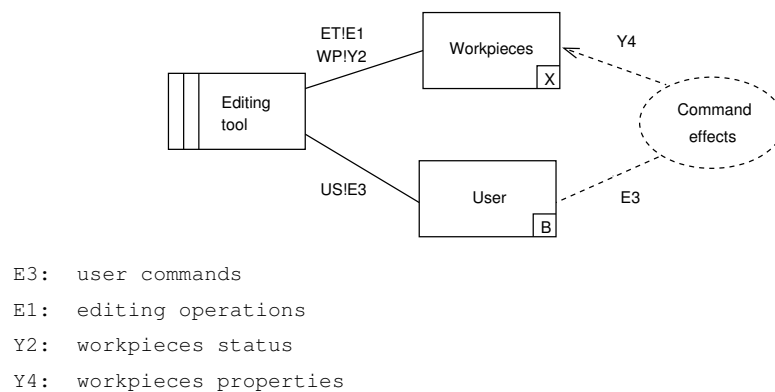 ET!E1
WP!Y2
Workpieces
X
Y4
Editing
tool
Command
effects
US!E3
User
B
E3
E3: user commands
E1: editing operations
Y2: workpieces status
Y4: workpieces properties